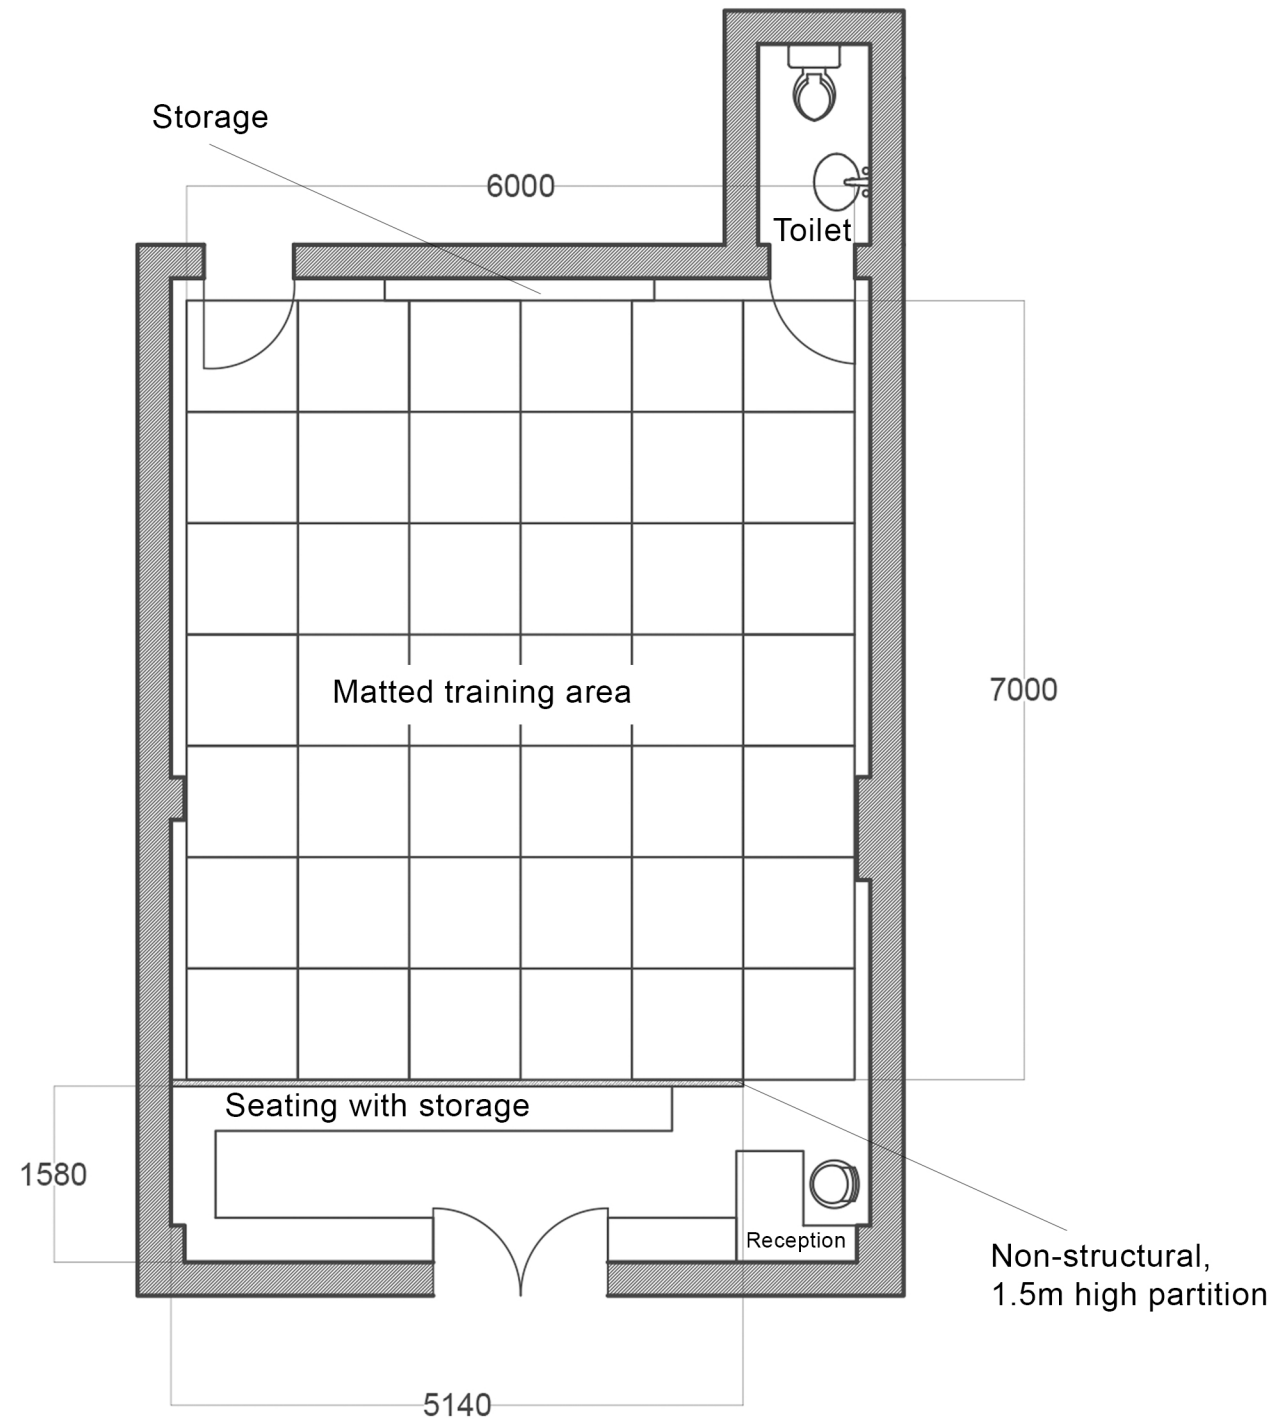 Storage
6000
Toilet
Matted training area
7000
Seating with storage
1580
Reception
Non-structural,
1.5m high partition
5140